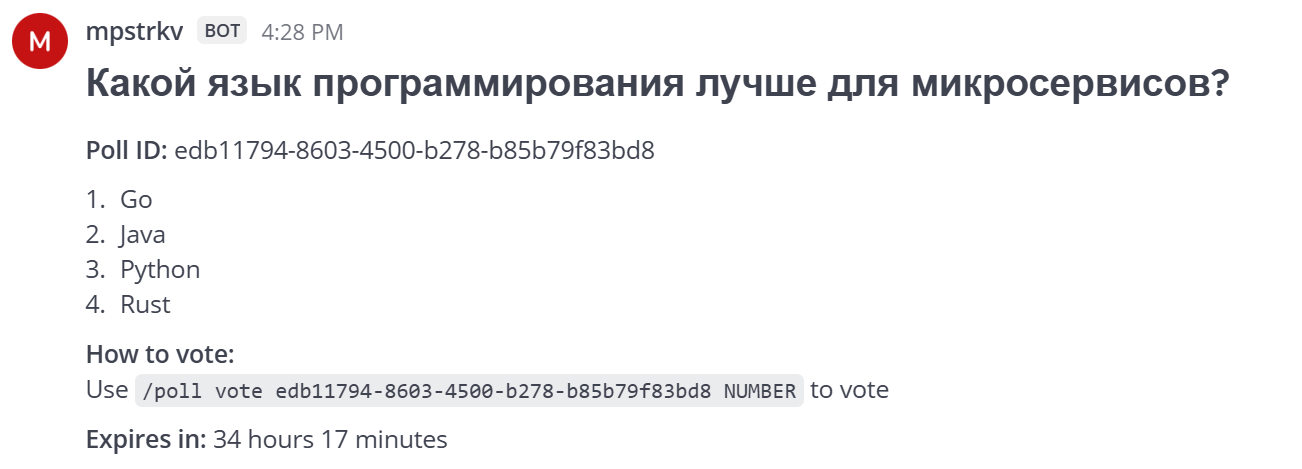 M
mpstrkv BOT 4:28 PM
Какой язык программирования лучше для микросервисов?
Poll ID: edb11794-8603-4500-b278-b85b79f83bd8
1. Go
2. Java
3. Python
4. Rust
How to vote:
Use /poll vote edb11794-8603-4500-b278-b85b79f83bd8 NUMBER to vote
Expires in: 34 hours 17 minutes